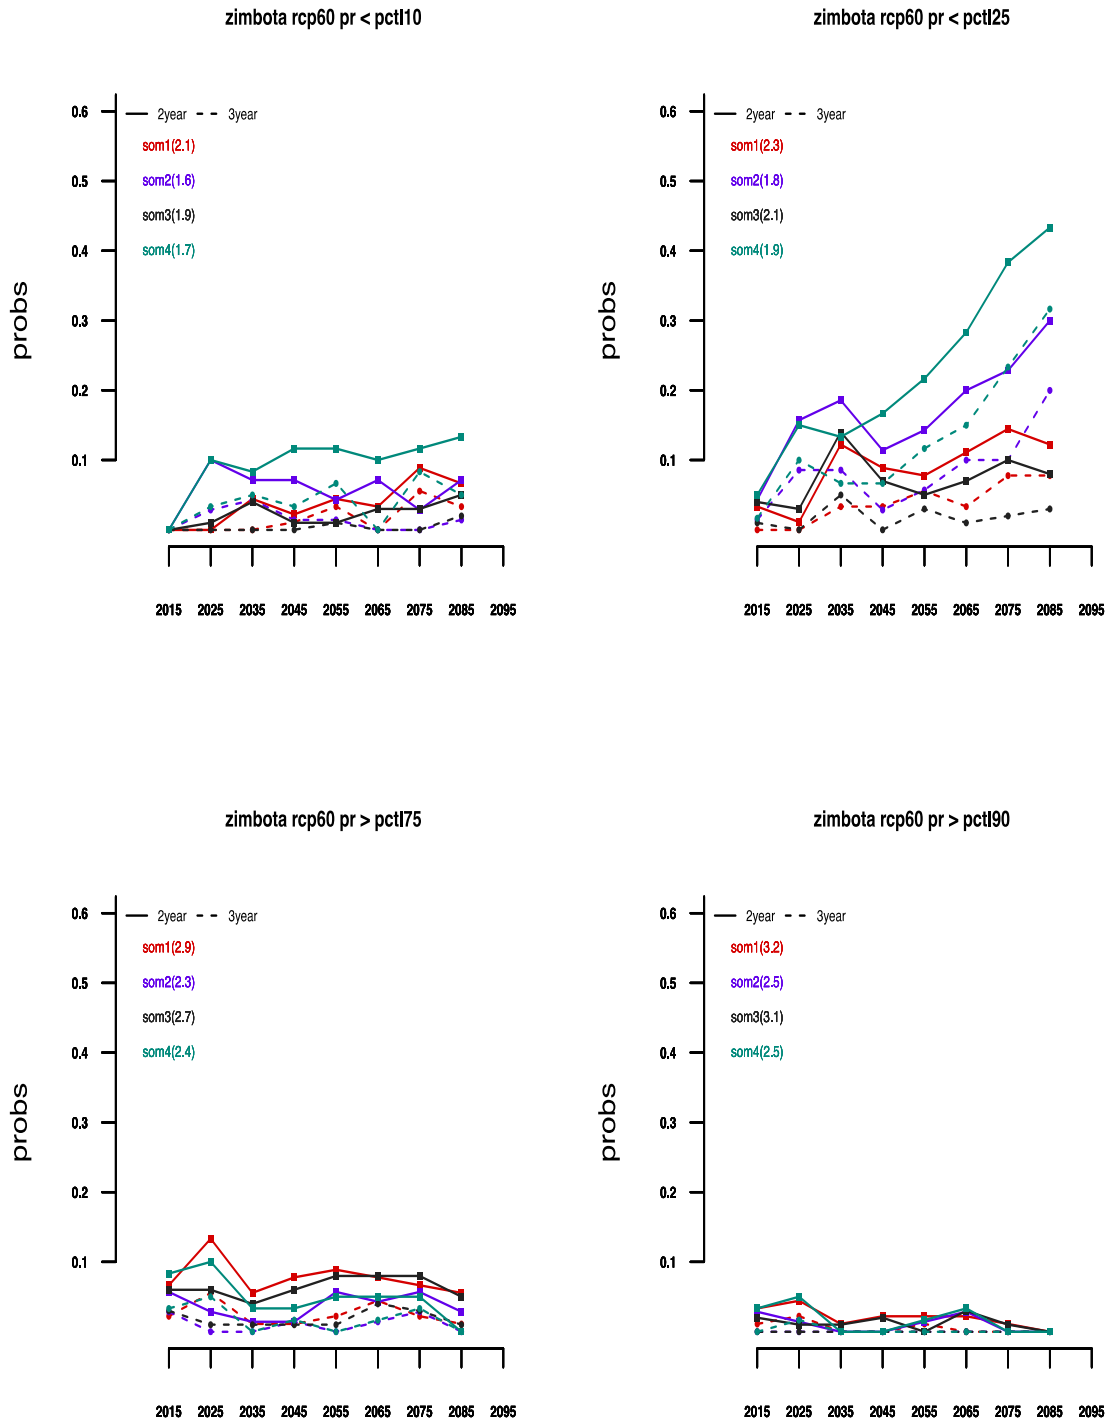 zimbota rcp60 pr < pctl10
0.6
0.5
0.4
0.3
0.2
0.1
probs
2year
3year
som1(2.1)
som2(1.6)
som3(1.9)
som4(1.7)
2015 2025 2035 2045 2055 2065 2075 2085 2095
zimbota rcp60 pr < pctl25
0.6
0.5
0.4
0.3
0.2
0.1
probs
2year
3year
som1(2.3)
som2(1.8)
som3(2.1)
som4(1.9)
2015 2025 2035 2045 2055 2065 2075 2085 2095
zimbota rcp60 pr > pctl75
0.6
0.5
0.4
0.3
0.2
0.1
probs
2year
3year
som1(2.9)
som2(2.3)
som3(2.7)
som4(2.4)
2015 2025 2035 2045 2055 2065 2075 2085 2095
zimbota rcp60 pr > pctl90
0.6
0.5
0.4
0.3
0.2
0.1
probs
2year
3year
som1(3.2)
som2(2.5)
som3(3.1)
som4(2.5)
2015 2025 2035 2045 2055 2065 2075 2085 2095